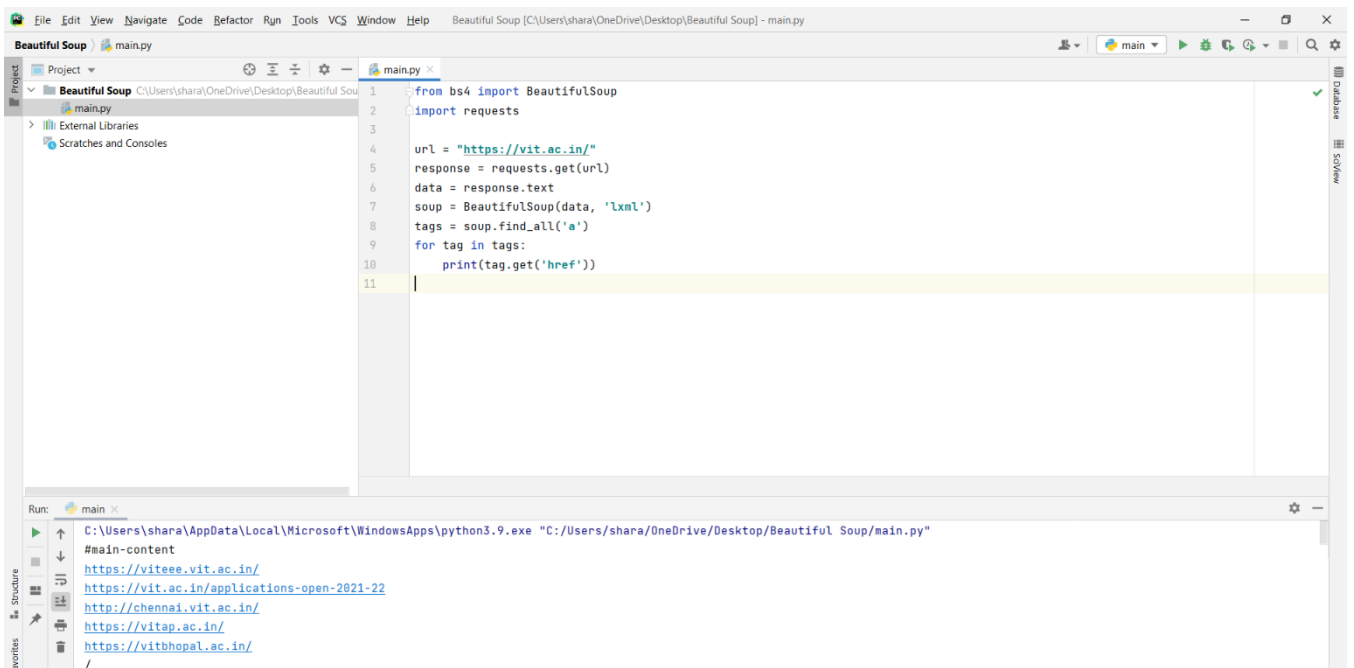 File Edit View Navigate Code Refactor Run Tools VCS Window Help Beautiful Soup [C:\Users\shara\OneDrive\Desktop\Beautiful Soup] - main.py
Beautiful Soup main.py
main
Project
main.py
Project
Beautiful Soup C:\Users\shara\OneDrive\Desktop\Beautiful Sou
main.py
External Libraries
Scratches and Consoles
1 from bs4 import BeautifulSoup
2 import requests
3
4 url = "https://vit.ac.in/"
5 response = requests.get(url)
6 data = response.text
7 soup = BeautifulSoup(data, 'lxml')
8 tags = soup.find_all('a')
9 for tag in tags:
10 print(tag.get('href'))
11
Database
SciView
Run: main
C:\Users\shara\AppData\Local\Microsoft\WindowsApps\python3.9.exe "C:/Users/shara/OneDrive/Desktop/Beautiful Soup/main.py"
#main-content
https://viteee.vit.ac.in/
https://vit.ac.in/applications-open-2021-22
http://chennai.vit.ac.in/
https://vitap.ac.in/
https://vitbhopal.ac.in/
/
Structure
avorites